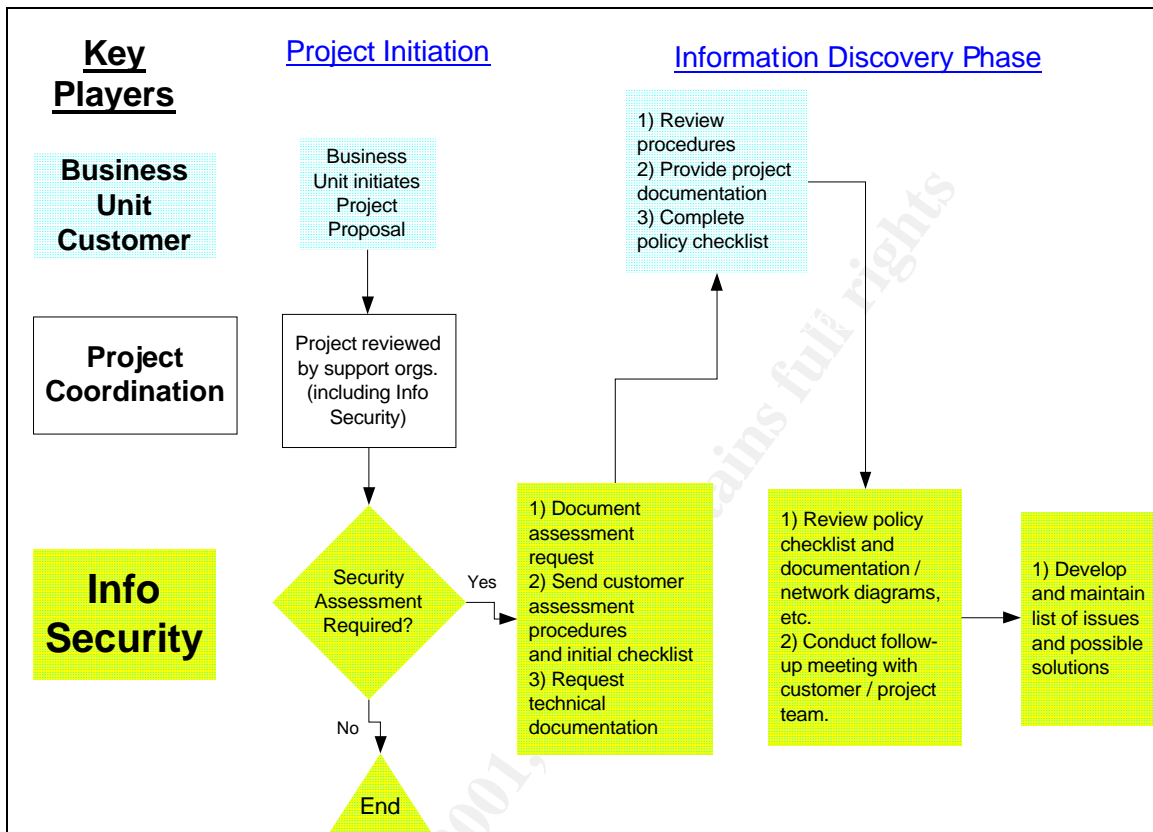 Key
Players
Project Initiation
Information Discovery Phase
Business
Unit
Customer
Business
Unit initiates
Project
Proposal
1) Review
procedures
2) Provide project
documentation
3) Complete
policy checklist
Project
Coordination
Project reviewed
by support orgs.
(including Info
Security)
Info
Security
Security
Assessment
Required?
Yes
No
End
1) Document
assessment
request
2) Send customer
assessment
procedures
and initial checklist
3) Request
technical
documentation
1) Review policy
checklist and
documentation /
network diagrams,
etc.
2) Conduct follow-
up meeting with
customer / project
team.
1) Develop
and maintain
list of issues
and possible
solutions
rights